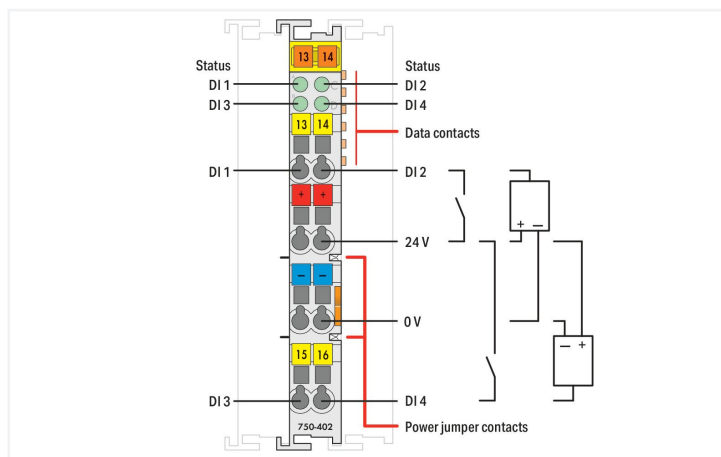 13 14
Status Status
DI 1 DI 2
DI 3 DI 4
13 14
Data contacts
DI 1 DI 2
+ +
+ −
24 V
− −
0 V
− +
15 16
DI 3 DI 4
750-402
Power jumper contacts